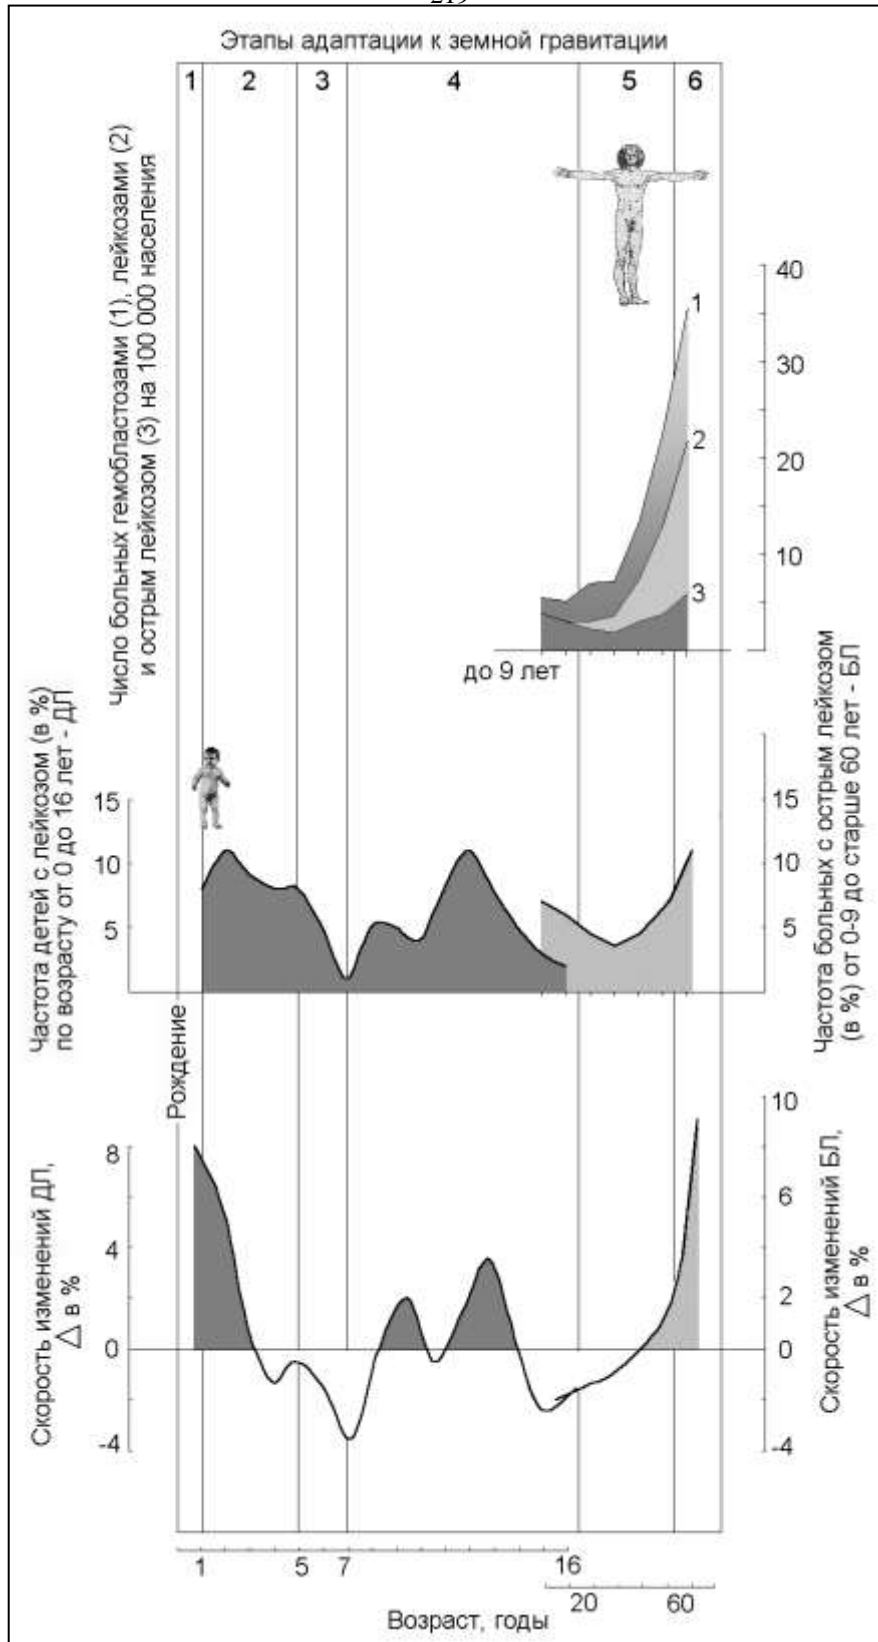 219
Этапы адаптации к земной гравитации
1 2 3 4 5 6
Число больных гемобластозами (1), лейкозами (2)
и острым лейкозом (3) на 100 000 населения
40
30
20
10
1
2
3
до 9 лет
Частота детей с лейкозом (в %)
по возрасту от 0 до 16 лет - ДЛ
15
10
5
15
10
5
Частота больных с острым лейкозом
(в %) от 0-9 до старше 60 лет - БЛ
Рождение
Скорость изменений ДЛ,
△ в %
8
4
0
-4
10
6
2
0
-4
Скорость изменений БЛ,
△ в %
1 5 7 16
20 60
Возраст, годы